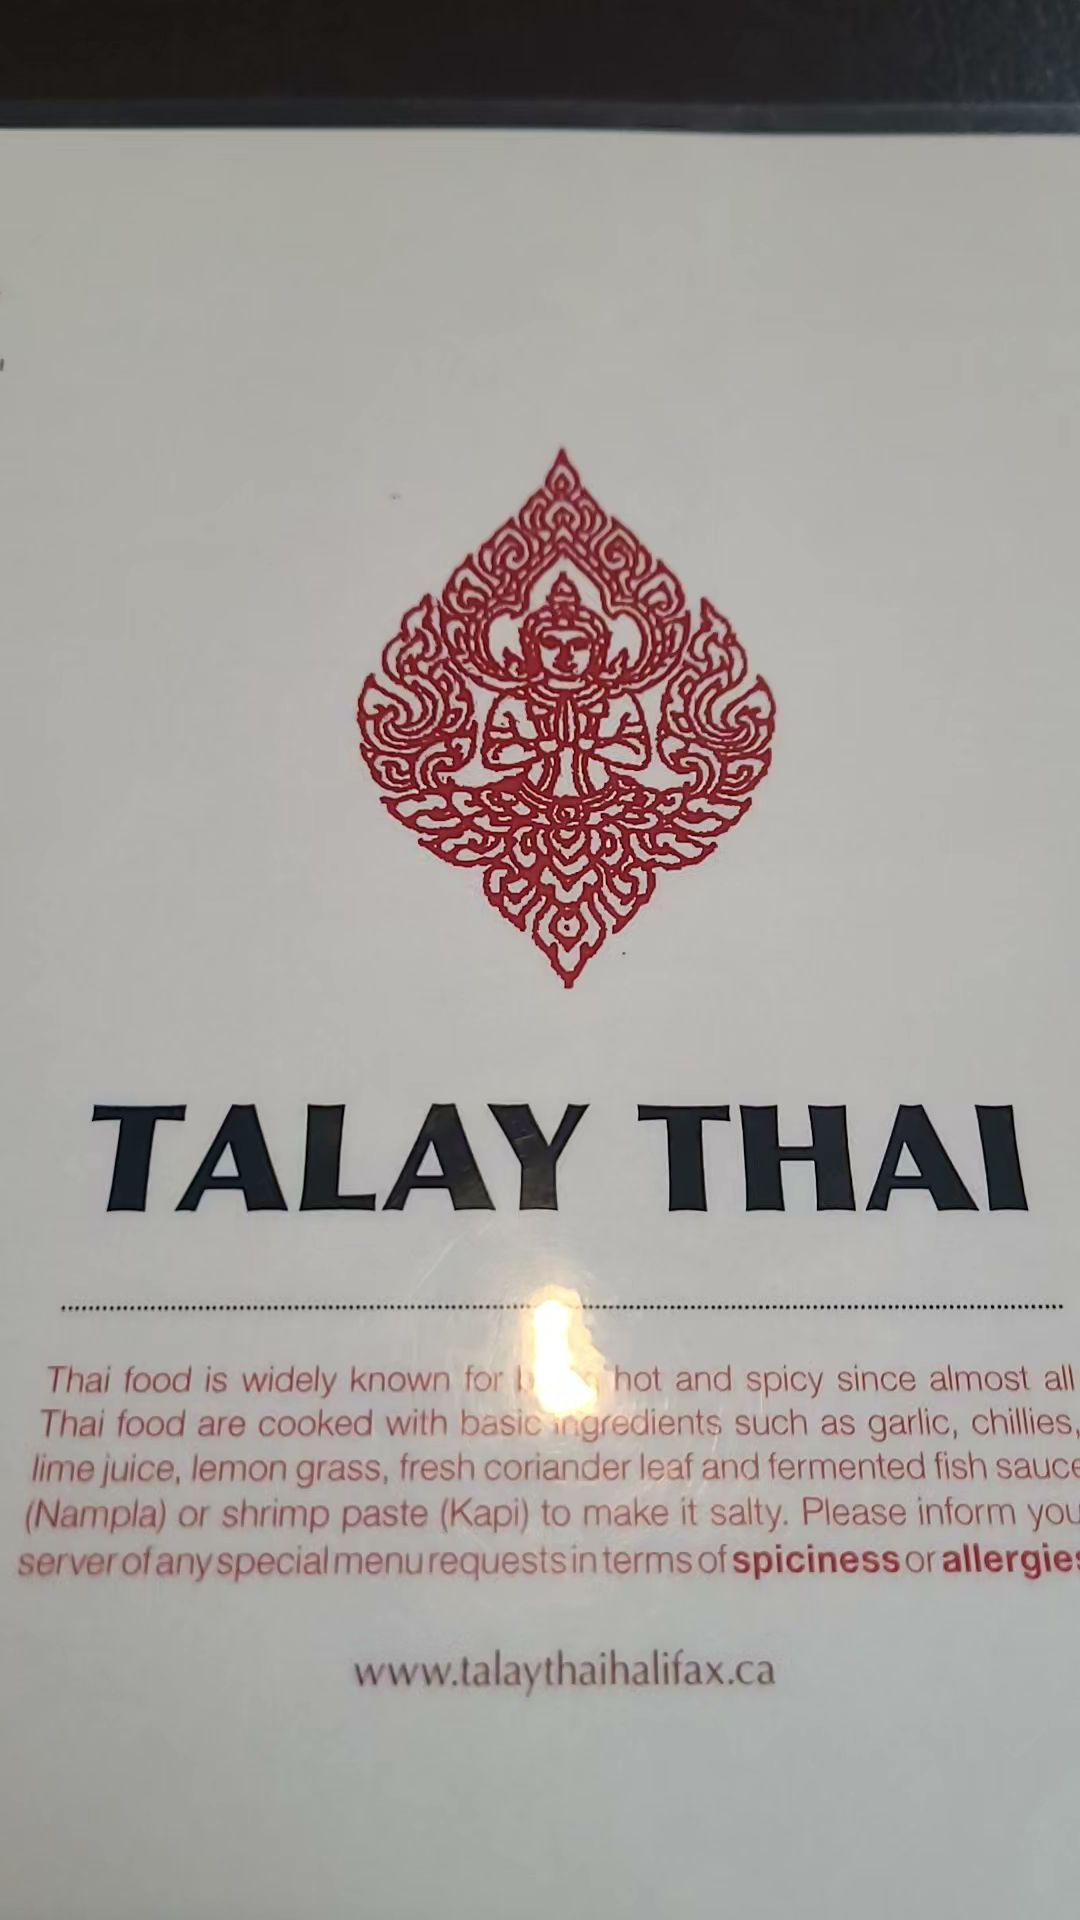 TALAY THAI
Thai food is widely known for hot and spicy since almost all
Thai food are cooked with basic ingredients such as garlic, chillies,
lime juice, lemon grass, fresh coriander leaf and fermented fish sauce
(Nampla) or shrimp paste (Kapi) to make it salty. Please inform you
server of any special menu requests in terms of spiciness or allergies
www.talaythaihalifax.ca